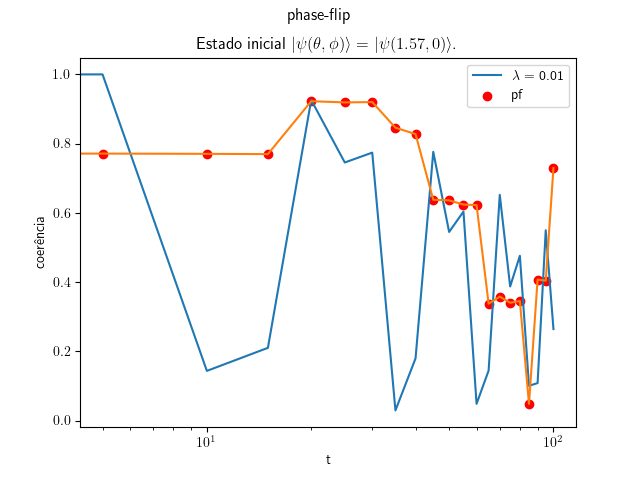 phase-flip
Estado inicial |ψ(θ, ϕ)⟩ = |ψ(1.57, 0)⟩.
λ = 0.01
pf
1.0
0.8
0.6
0.4
0.2
0.0
coerência
10¹
10²
t